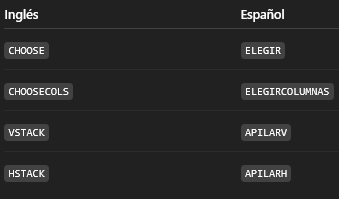 Inglés Español
CHOOSE ELEGIR
CHOOSECOLS ELEGIRCOLUMNAS
VSTACK APILARV
HSTACK APILARH